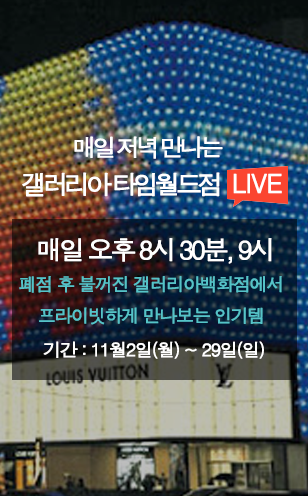 매일 저녁 만나는
갤러리아 타임월드점 LIVE
매일 오후 8시 30분, 9시
폐점 후 불꺼진 갤러리아백화점에서
프라이빗하게 만나보는 인기템
기간 : 11월2일(월) ~ 29일(일)
LOUIS VUITTON